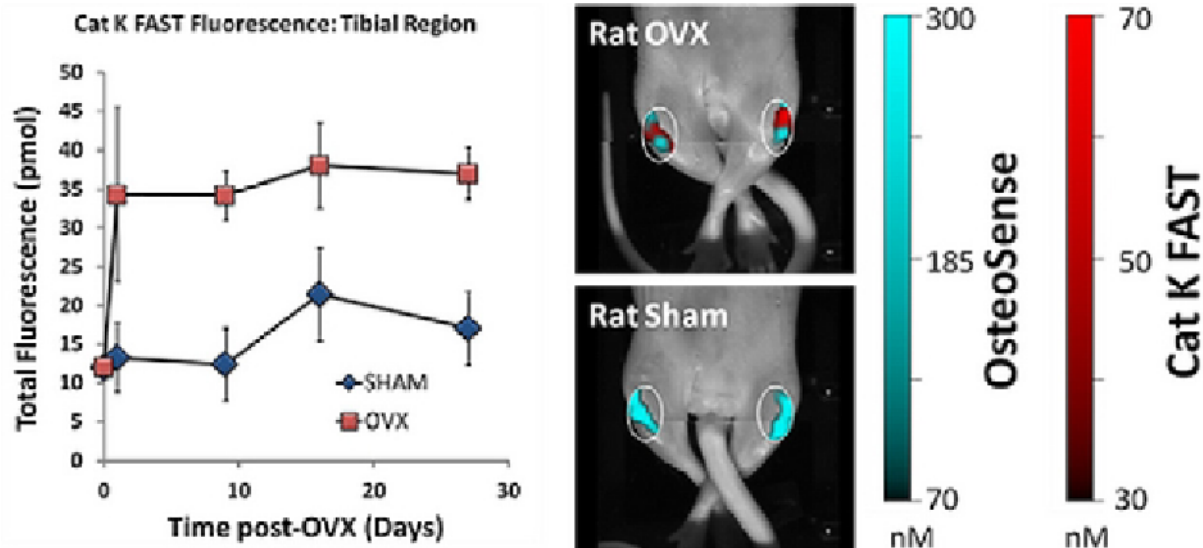 Cat K FAST Fluorescence: Tibial Region
Total Fluorescence (pmol)
50
45
40
35
30
25
20
15
10
5
0
SHAM
OVX
0
10
20
30
Time post-OVX (Days)
Rat OVX
Rat Sham
300
185
70
nM
OsteoSense
70
50
30
nM
Cat K FAST